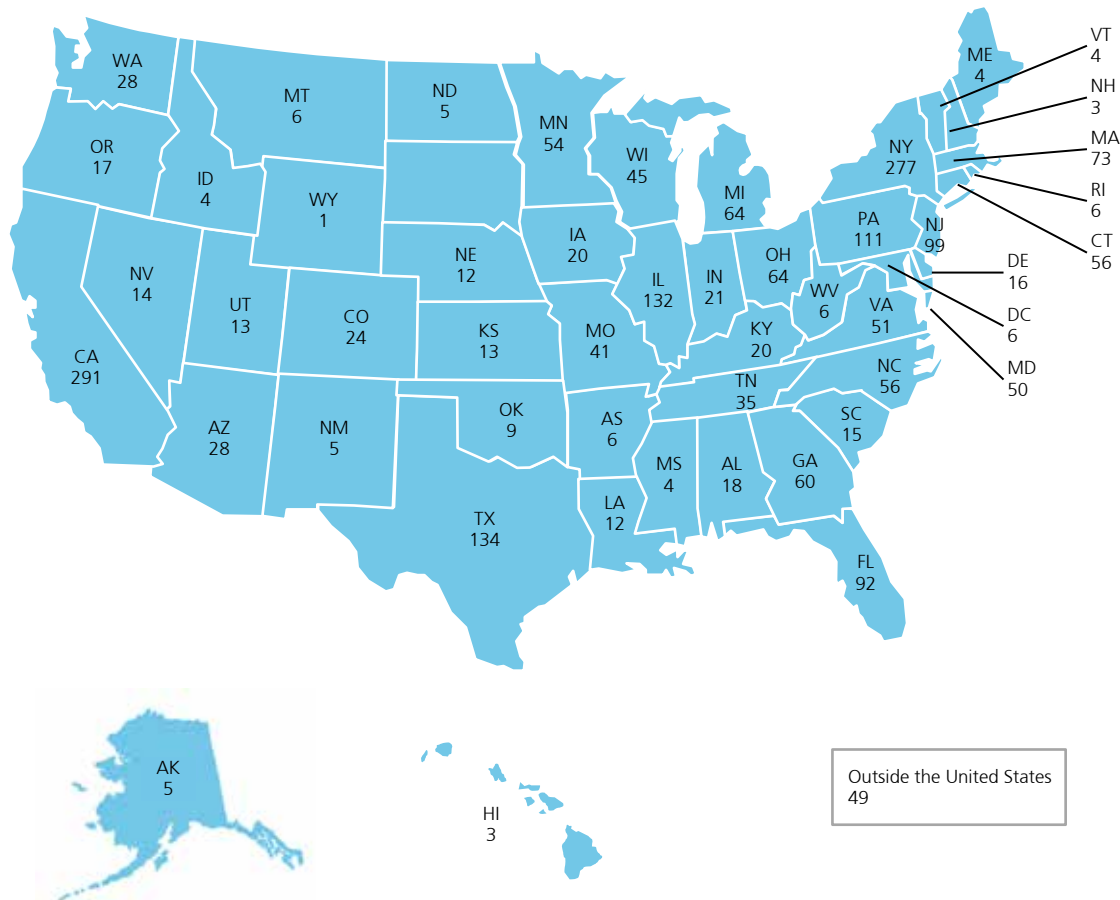 WA
28
MT
6
ND
5
MN
54
OR
17
ID
4
WY
1
WI
45
MI
64
NY
277
ME
4
VT
4
NH
3
MA
73
RI
6
CT
56
NV
14
UT
13
CO
24
NE
12
IA
20
IL
132
IN
21
OH
64
PA
111
NJ
99
DE
16
DC
6
MD
50
CA
291
KS
13
MO
41
KY
20
WV
6
VA
51
AZ
28
NM
5
OK
9
AS
6
TN
35
NC
56
SC
15
TX
134
LA
12
MS
4
AL
18
GA
60
FL
92
AK
5
HI
3
Outside the United States
49